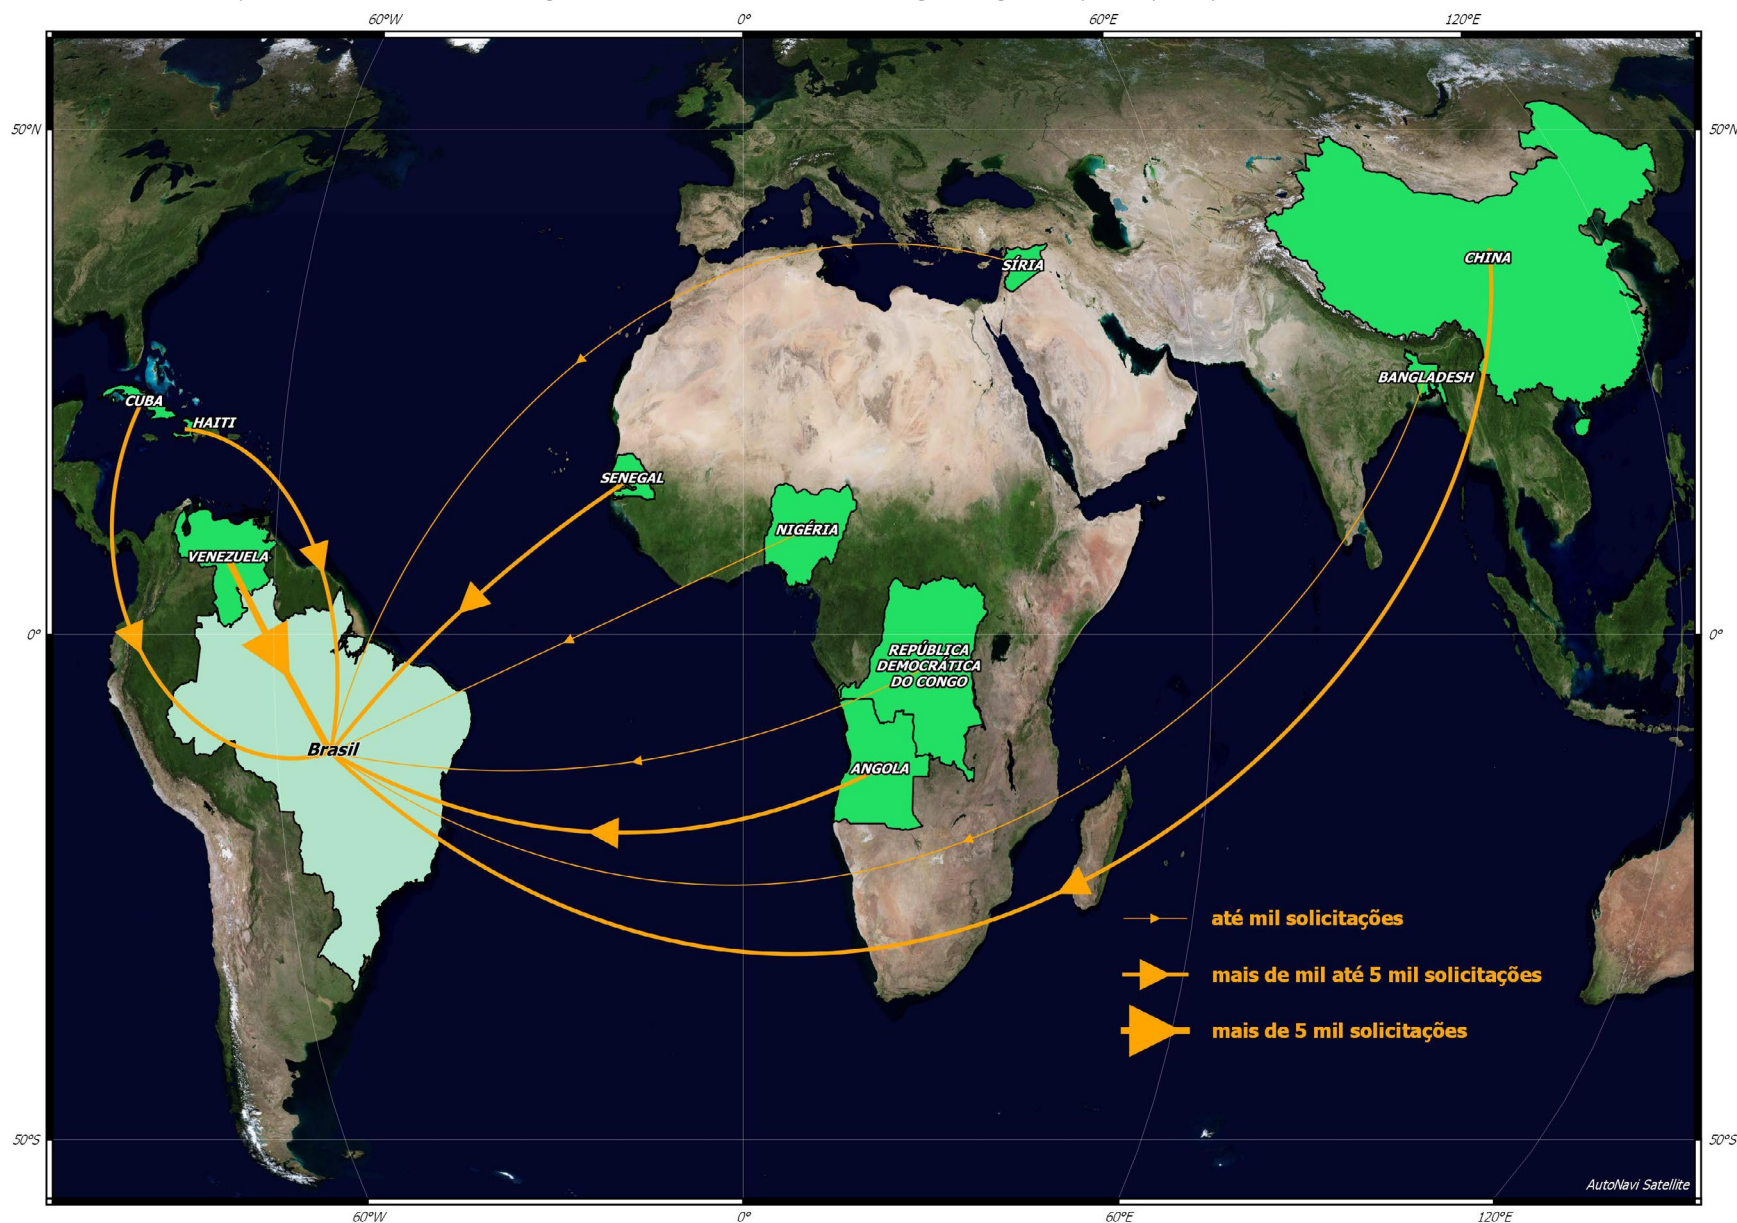 60°W 0° 60°E 120°E
50°N 50°N
SÍRIA
CHINA
BANGLADESH
CUBA
HAITI
SENEGAL
NIGÉRIA
VENEZUELA
0° 0°
REPÚBLICA
DEMOCRÁTICA
DO CONGO
Brasil
ANGOLA
até mil solicitações
mais de mil até 5 mil solicitações
mais de 5 mil solicitações
50°S 50°S
AutoNavi Satellite
60°W 0° 60°E 120°E